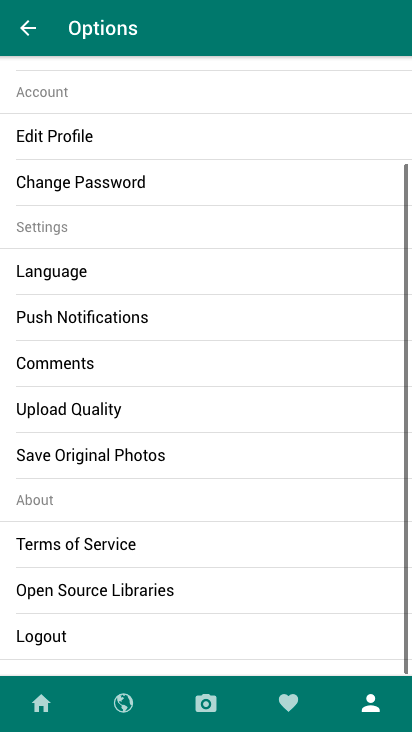 Options
Account
Edit Profile
Change Password
Settings
Language
Push Notifications
Comments
Upload Quality
Save Original Photos
About
Terms of Service
Open Source Libraries
Logout